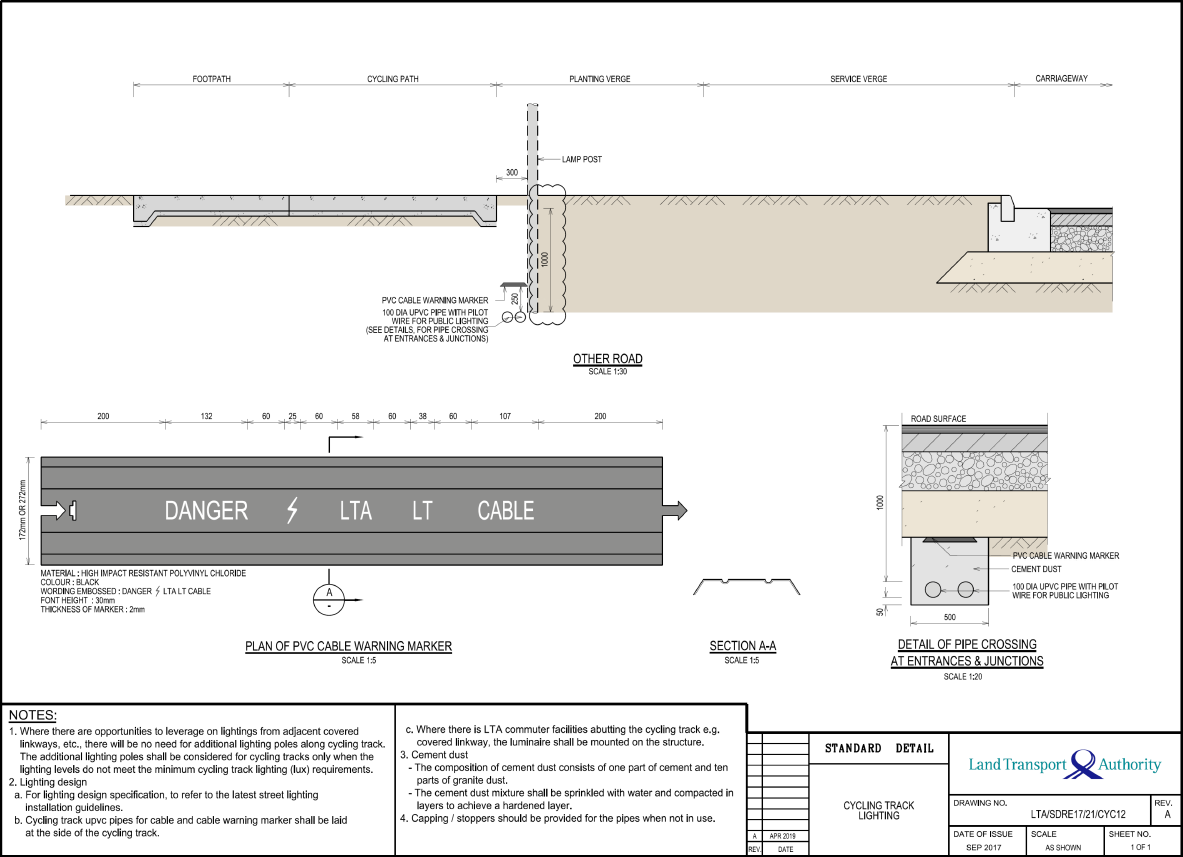 FOOTPATH
CYCLING PATH
PLANTING VERGE
SERVICE VERGE
CARRIAGEWAY
LAMP POST
300
1000
250
PVC CABLE WARNING MARKER
100 DIA UPVC PIPE WITH PILOT
WIRE FOR PUBLIC LIGHTING
(SEE DETAILS, FOR PIPE CROSSING
AT ENTRANCES & JUNCTIONS)
OTHER ROAD
SCALE 1:30
200 132 60 25 60 58 60 38 60 107 200
172mm OR 272mm
DANGER LTA LT CABLE
MATERIAL : HIGH IMPACT RESISTANT POLYVINYL CHLORIDE
COLOUR : BLACK
WORDING EMBOSSED : DANGER ⚡ LTA LT CABLE
FONT HEIGHT : 30mm
THICKNESS OF MARKER : 2mm
A
-
PLAN OF PVC CABLE WARNING MARKER
SCALE 1:5
SECTION A-A
SCALE 1:5
ROAD SURFACE
1000
50
500
PVC CABLE WARNING MARKER
CEMENT DUST
100 DIA UPVC PIPE WITH PILOT
WIRE FOR PUBLIC LIGHTING
DETAIL OF PIPE CROSSING
AT ENTRANCES & JUNCTIONS
SCALE 1:20
NOTES:
1. Where there are opportunities to leverage on lightings from adjacent covered
linkways, etc., there will be no need for additional lighting poles along cycling track.
The additional lighting poles shall be considered for cycling tracks only when the
lighting levels do not meet the minimum cycling track lighting (lux) requirements.
2. Lighting design
a. For lighting design specification, to refer to the latest street lighting
installation guidelines.
b. Cycling track upvc pipes for cable and cable warning marker shall be laid
at the side of the cycling track.
c. Where there is LTA commuter facilities abutting the cycling track e.g.
covered linkway, the luminaire shall be mounted on the structure.
3. Cement dust
- The composition of cement dust consists of one part of cement and ten
parts of granite dust.
- The cement dust mixture shall be sprinkled with water and compacted in
layers to achieve a hardened layer.
4. Capping / stoppers should be provided for the pipes when not in use.
A APR 2019
REV. DATE
STANDARD DETAIL
CYCLING TRACK
LIGHTING
Land Transport Authority
DRAWING NO.
LTA/SDRE17/21/CYC12
REV.
A
DATE OF ISSUE
SEP 2017
SCALE
AS SHOWN
SHEET NO.
1 OF 1